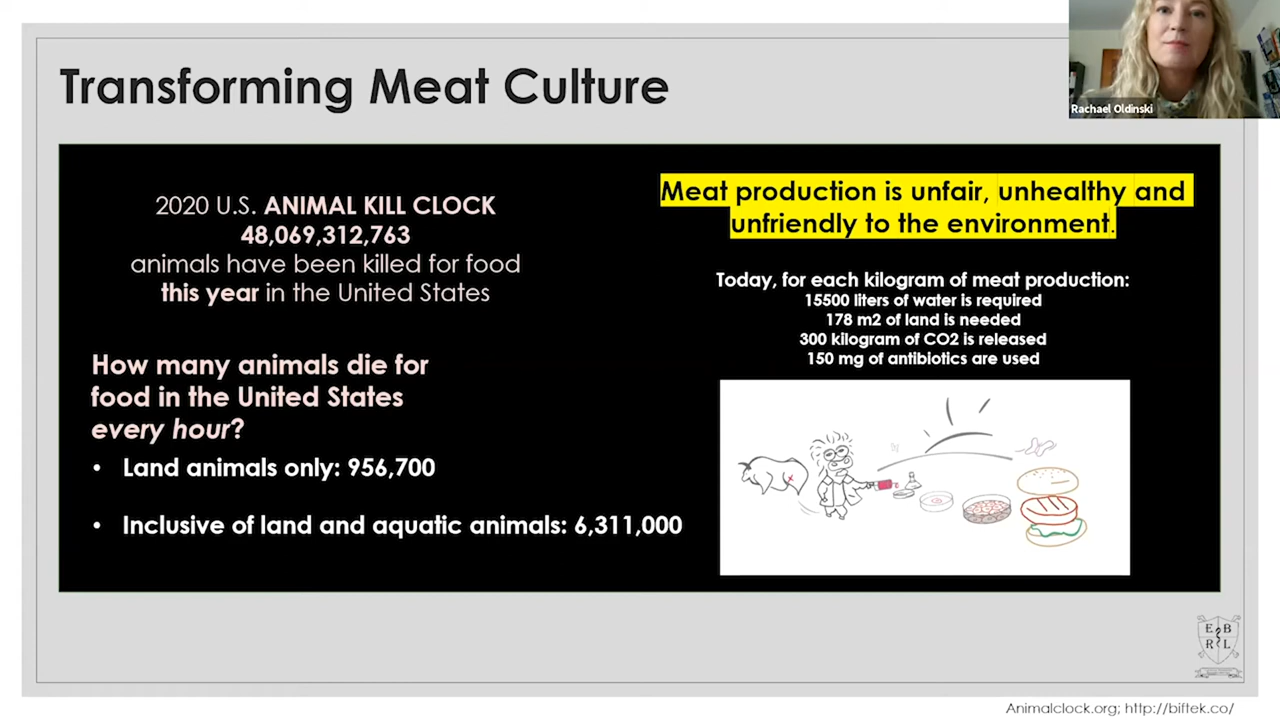 Transforming Meat Culture
Rachael Oldinski
2020 U.S. ANIMAL KILL CLOCK
48,069,312,763
animals have been killed for food
this year in the United States
How many animals die for
food in the United States
every hour?
• Land animals only: 956,700
• Inclusive of land and aquatic animals: 6,311,000
Meat production is unfair, unhealthy and
unfriendly to the environment.
Today, for each kilogram of meat production:
15500 liters of water is required
178 m2 of land is needed
300 kilogram of CO2 is released
150 mg of antibiotics are used
E B
R L
Animalclock.org; http://biftek.co/